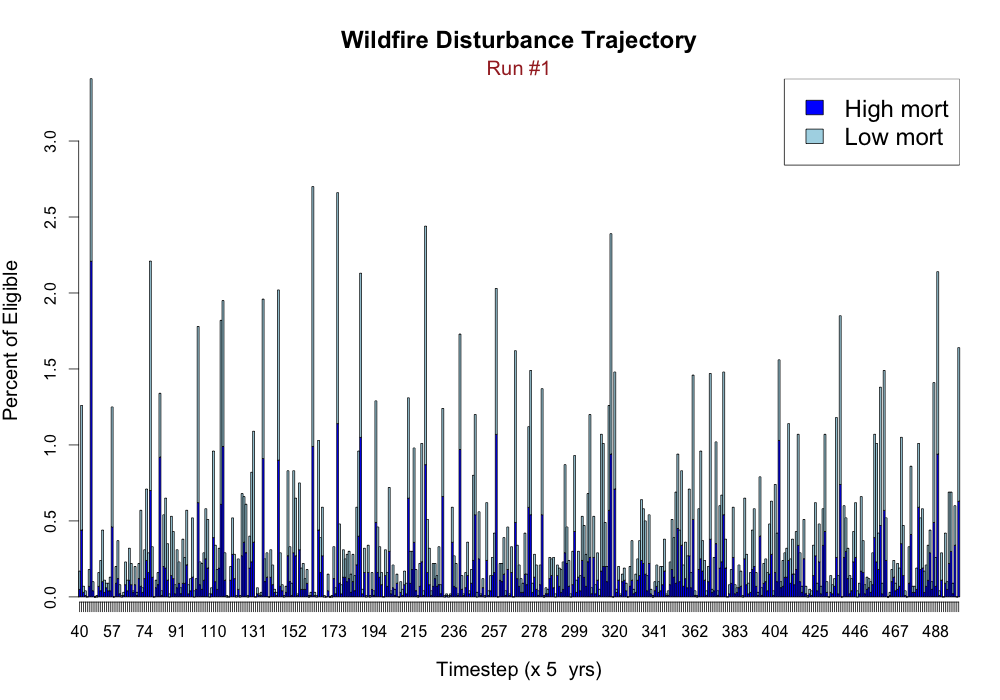 Wildfire Disturbance Trajectory
Run #1
High mort
Low mort
Percent of Eligible
3.0
2.5
2.0
1.5
1.0
0.5
0.0
40 57 74 91 110 131 152 173 194 215 236 257 278 299 320 341 362 383 404 425 446 467 488
Timestep (x 5  yrs)